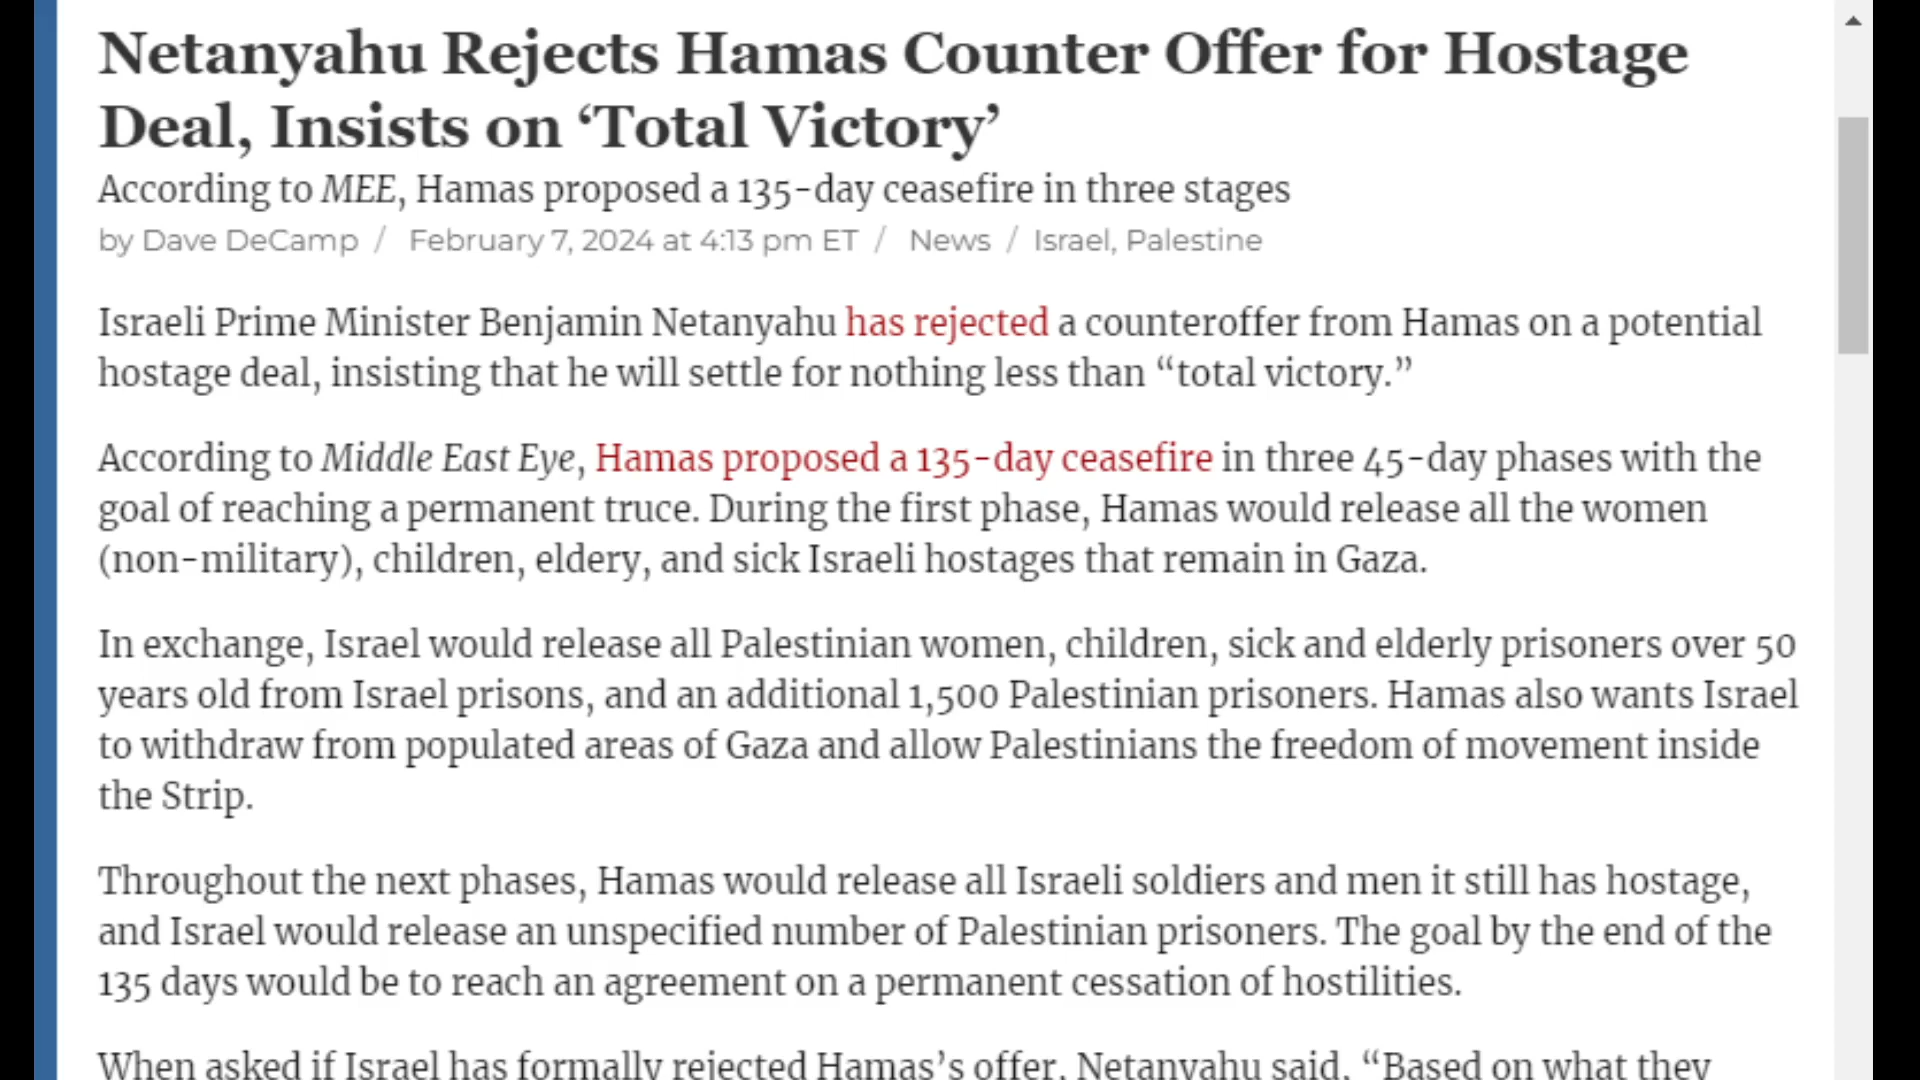 Netanyahu Rejects Hamas Counter Offer for Hostage
Deal, Insists on ‘Total Victory’
According to MEE, Hamas proposed a 135-day ceasefire in three stages
by Dave DeCamp / February 7, 2024 at 4:13 pm ET / News / Israel, Palestine
Israeli Prime Minister Benjamin Netanyahu has rejected a counteroffer from Hamas on a potential
hostage deal, insisting that he will settle for nothing less than “total victory.”
According to Middle East Eye, Hamas proposed a 135-day ceasefire in three 45-day phases with the
goal of reaching a permanent truce. During the first phase, Hamas would release all the women
(non-military), children, eldery, and sick Israeli hostages that remain in Gaza.
In exchange, Israel would release all Palestinian women, children, sick and elderly prisoners over 50
years old from Israel prisons, and an additional 1,500 Palestinian prisoners. Hamas also wants Israel
to withdraw from populated areas of Gaza and allow Palestinians the freedom of movement inside
the Strip.
Throughout the next phases, Hamas would release all Israeli soldiers and men it still has hostage,
and Israel would release an unspecified number of Palestinian prisoners. The goal by the end of the
135 days would be to reach an agreement on a permanent cessation of hostilities.
When asked if Israel has formally rejected Hamas’s offer, Netanyahu said, “Based on what they